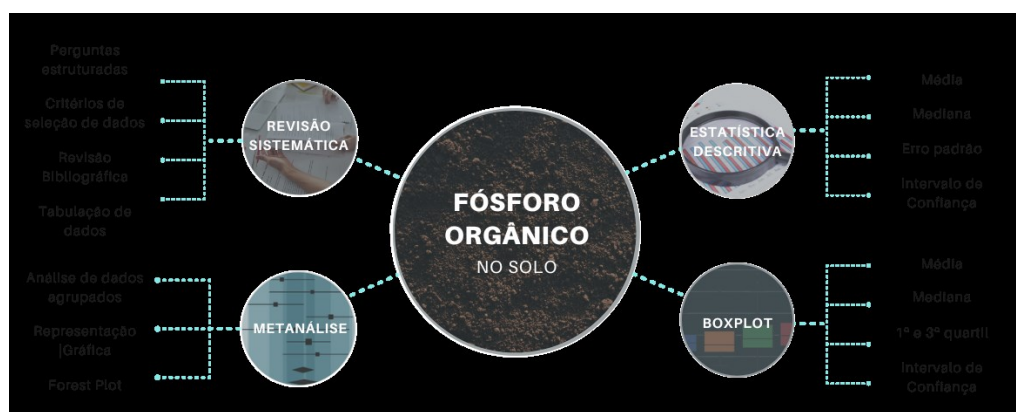 Perguntas
estruturadas
Critérios de
seleção de dados
Revisão
Bibliográfica
Tabulação de
dados
REVISÃO
SISTEMÁTICA
Análise de dados
agrupados
Representação
|Gráfica
Forest Plot
METANÁLISE
FÓSFORO
ORGÂNICO
NO SOLO
ESTATÍSTICA
DESCRITIVA
Média
Mediana
Erro padrão
Intervalo de
Confiança
BOXPLOT
Média
Mediana
1º e 3º quartil
Intervalo de
Confiança